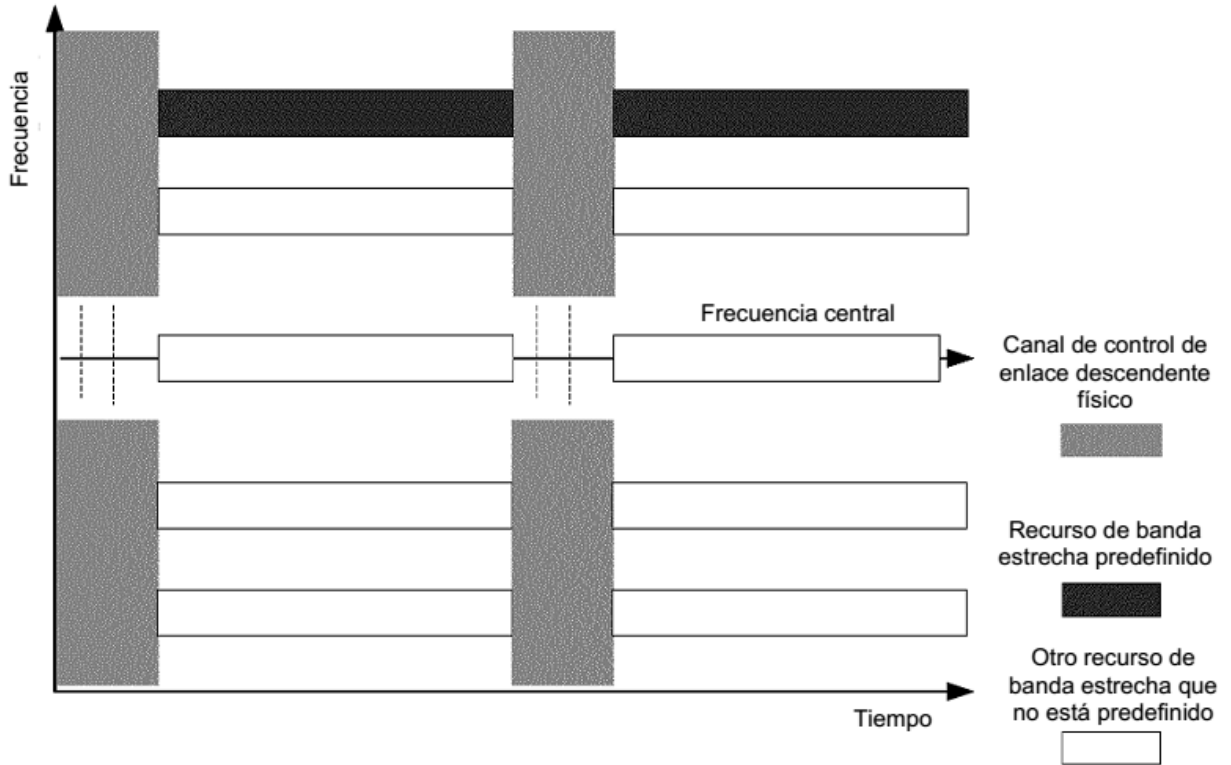 Frecuencia
Frecuencia central
Canal de control de
enlace descendente
físico
Recurso de banda
estrecha predefinido
Otro recurso de
banda estrecha que
no está predefinido
Tiempo